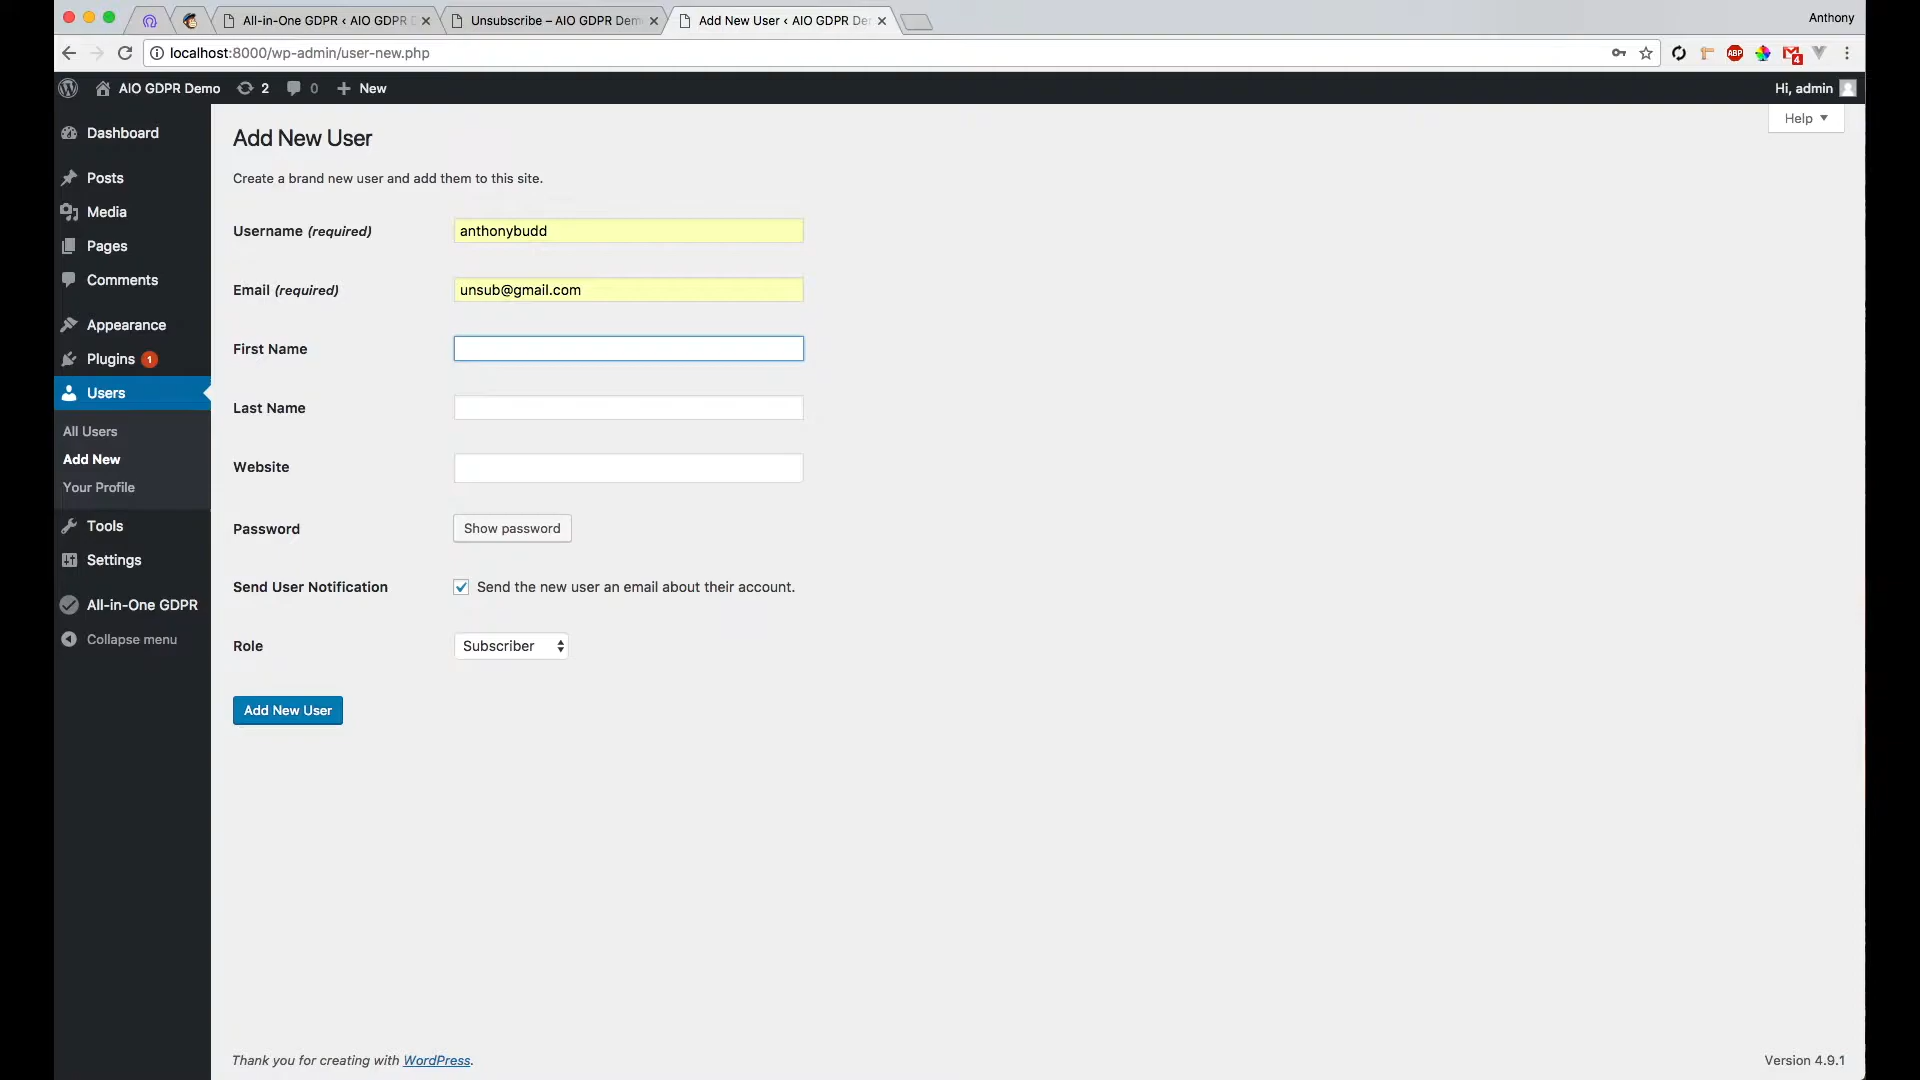 All-in-One GDPR ‹ AIO GDPR
Unsubscribe – AIO GDPR Dem
Add New User ‹ AIO GDPR De
Anthony
localhost:8000/wp-admin/user-new.php
ABP
4
AIO GDPR Demo
2
0
New
Hi, admin
Help
Dashboard
Posts
Media
Pages
Comments
Appearance
Plugins 1
Users
All Users
Add New
Your Profile
Tools
Settings
All-in-One GDPR
Collapse menu
Add New User
Create a brand new user and add them to this site.
Username (required)
anthonybudd
Email (required)
unsub@gmail.com
First Name
Last Name
Website
Password
Show password
Send User Notification
Send the new user an email about their account.
Role
Subscriber
Add New User
Thank you for creating with WordPress.
Version 4.9.1